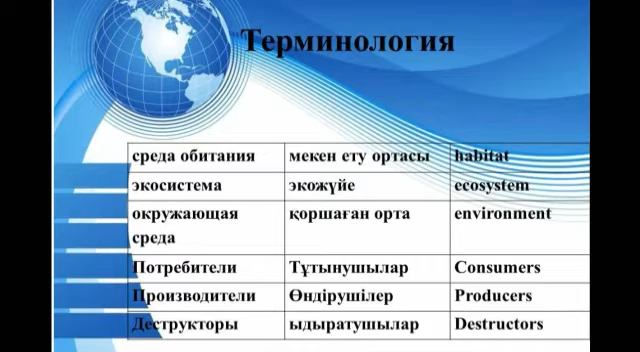 Терминология
среда обитания мекен ету ортасы habitat
экосистема экожүйе ecosystem
окружающая қоршаған орта environment
среда
Потребители Тұтынушылар Consumers
Производители Өндірушілер Producers
Деструкторы ыдыратушылар Destructors